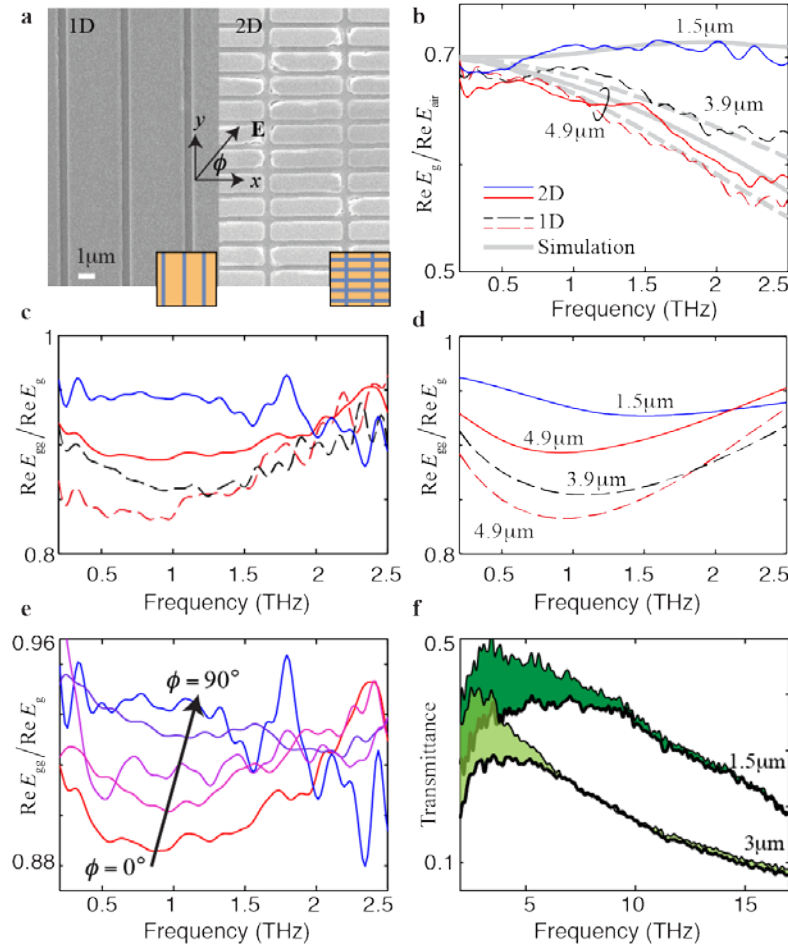 a
1D
2D
y
E
ϕ
x
1µm
b
0.7
0.5
Re E_g/Re E_air
1.5µm
3.9µm
4.9µm
2D
1D
Simulation
0.5 1 1.5 2 2.5
Frequency (THz)
c
1
0.8
Re E_gg/Re E_g
0.5 1 1.5 2 2.5
Frequency (THz)
d
1
0.8
Re E_gg/Re E_g
1.5µm
4.9µm
3.9µm
4.9µm
0.5 1 1.5 2 2.5
Frequency (THz)
e
0.96
0.88
Re E_gg/Re E_g
ϕ = 90°
ϕ = 0°
0.5 1 1.5 2 2.5
Frequency (THz)
f
0.5
0.1
Transmittance
1.5µm
3µm
5 10 15
Frequency (THz)